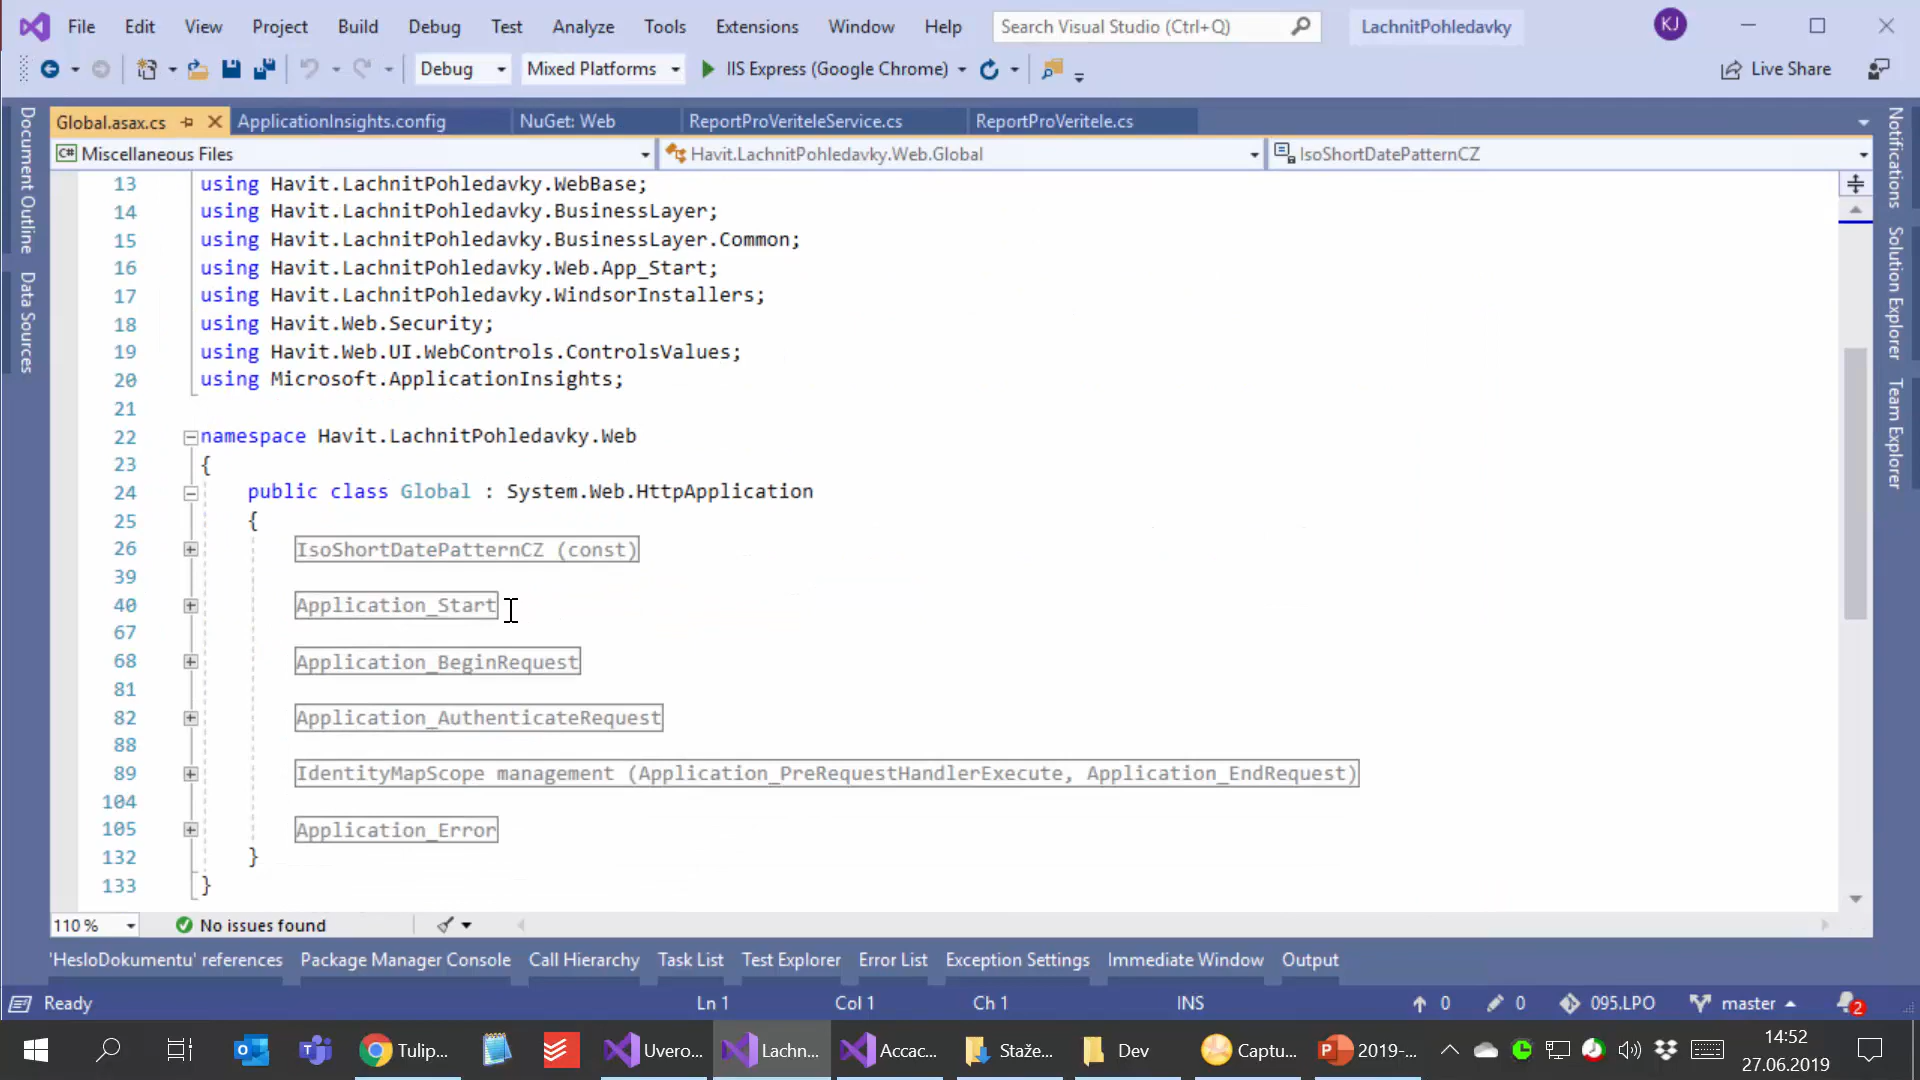 File Edit View Project Build Debug Test Analyze Tools Extensions Window Help Search Visual Studio (Ctrl+Q) LachnitPohledavky KJ
Debug Mixed Platforms IIS Express (Google Chrome) Live Share
Global.asax.cs ApplicationInsights.config NuGet: Web ReportProVeriteleService.cs ReportProVeritele.cs
C# Miscellaneous Files Havit.LachnitPohledavky.Web.Global IsoShortDatePatternCZ
Document Outline
Data Sources
Notifications
Solution Explorer
Team Explorer
13 using Havit.LachnitPohledavky.WebBase;
14 using Havit.LachnitPohledavky.BusinessLayer;
15 using Havit.LachnitPohledavky.BusinessLayer.Common;
16 using Havit.LachnitPohledavky.Web.App_Start;
17 using Havit.LachnitPohledavky.WindsorInstallers;
18 using Havit.Web.Security;
19 using Havit.Web.UI.WebControls.ControlsValues;
20 using Microsoft.ApplicationInsights;
21
22 namespace Havit.LachnitPohledavky.Web
23 {
24 public class Global : System.Web.HttpApplication
25 {
26 IsoShortDatePatternCZ (const)
39
40 Application_Start
67
68 Application_BeginRequest
81
82 Application_AuthenticateRequest
88
89 IdentityMapScope management (Application_PreRequestHandlerExecute, Application_EndRequest)
104
105 Application_Error
132 }
133 }
110 % No issues found
'HesloDokumentu' references Package Manager Console Call Hierarchy Task List Test Explorer Error List Exception Settings Immediate Window Output
Ready Ln 1 Col 1 Ch 1 INS 0 0 095.LPO master 2
Tulip... Uvero... Lachn... Accac... Staže... Dev Captu... 2019-... 14:52
27.06.2019